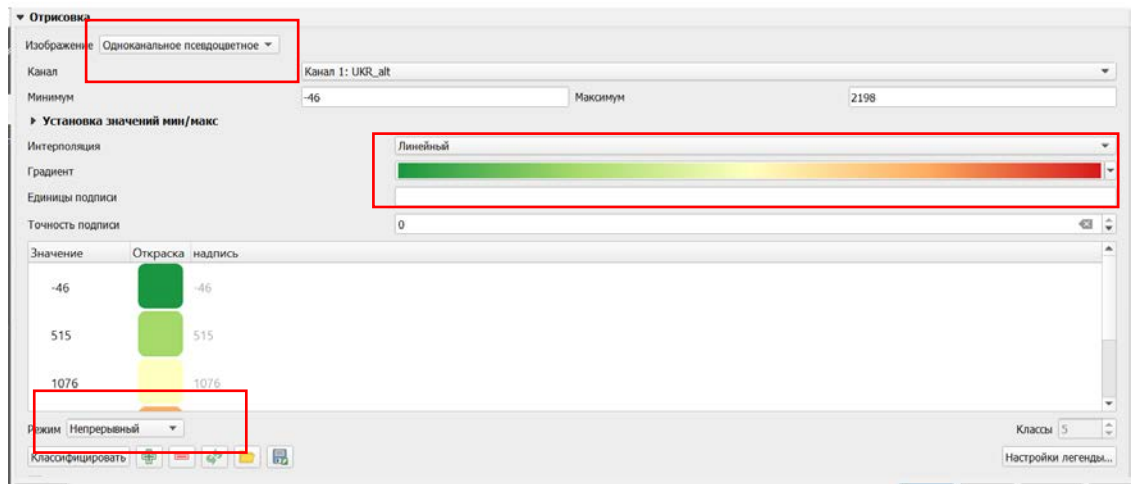 Отрисовка
Изображение Одноканальное псевдоцветное
Канал Канал 1: UKR_alt
Минимум -46 Максимум 2198
Установка значений мин/макс
Интерполяция Линейный
Градиент
Единицы подписи
Точность подписи 0
Значение Откраска надпись
-46 -46
515 515
1076 1076
Режим Непрерывный Классы 5
Классифицировать Настройки легенды...